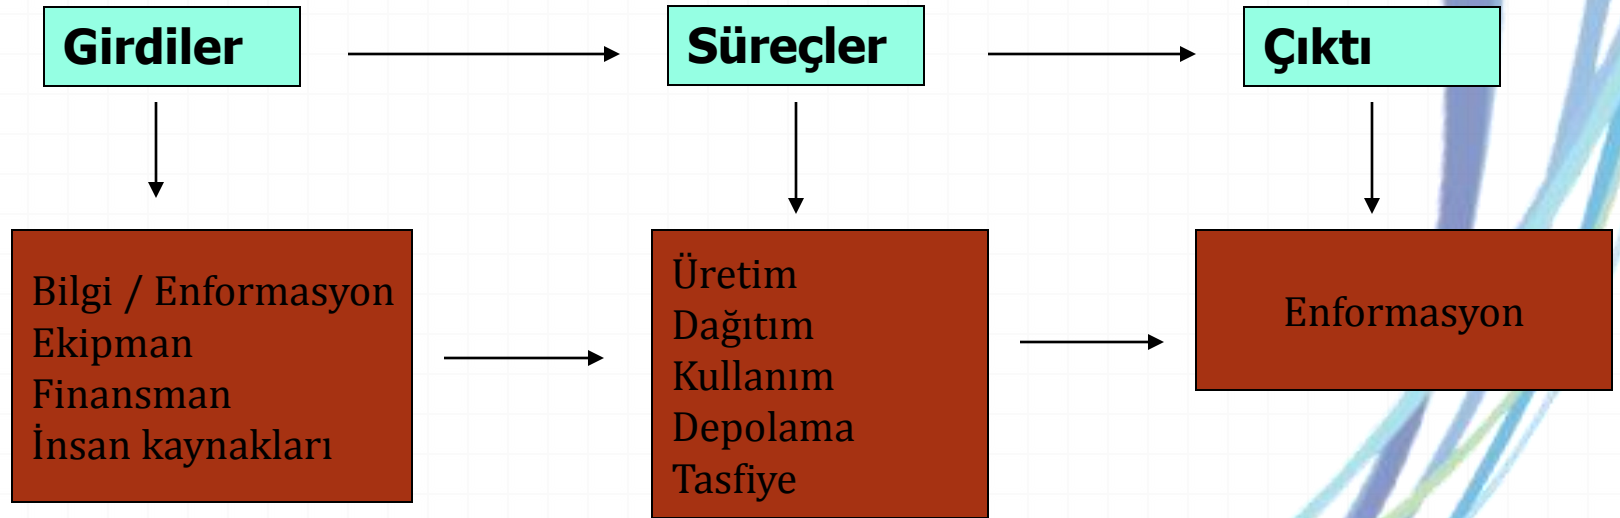 Girdiler
Süreçler
Çıktı
Bilgi / Enformasyon
Ekipman
Finansman
İnsan kaynakları
Üretim
Dağıtım
Kullanım
Depolama
Tasfiye
Enformasyon